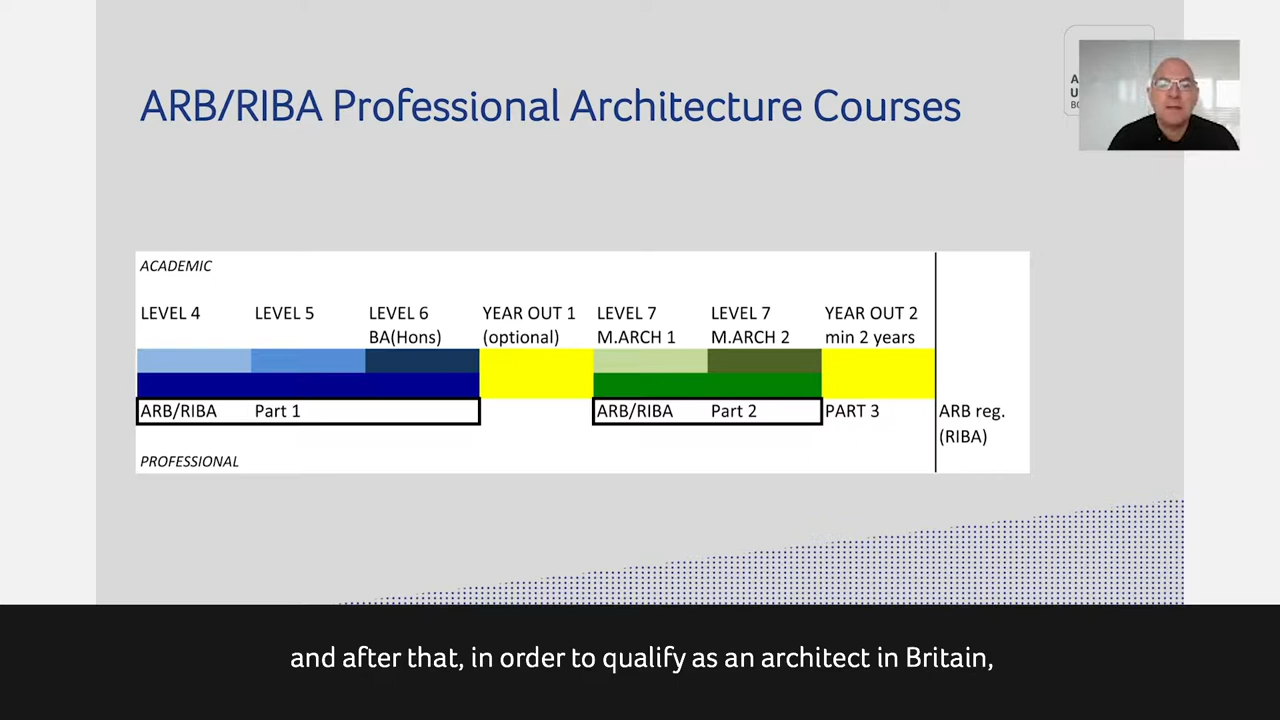 ARB/RIBA Professional Architecture Courses
A
U
BO
ACADEMIC
LEVEL 4 LEVEL 5 LEVEL 6 YEAR OUT 1 LEVEL 7 LEVEL 7 YEAR OUT 2
BA(Hons) (optional) M.ARCH 1 M.ARCH 2 min 2 years
ARB/RIBA Part 1 ARB/RIBA Part 2 PART 3 ARB reg.
(RIBA)
PROFESSIONAL
and after that, in order to qualify as an architect in Britain,